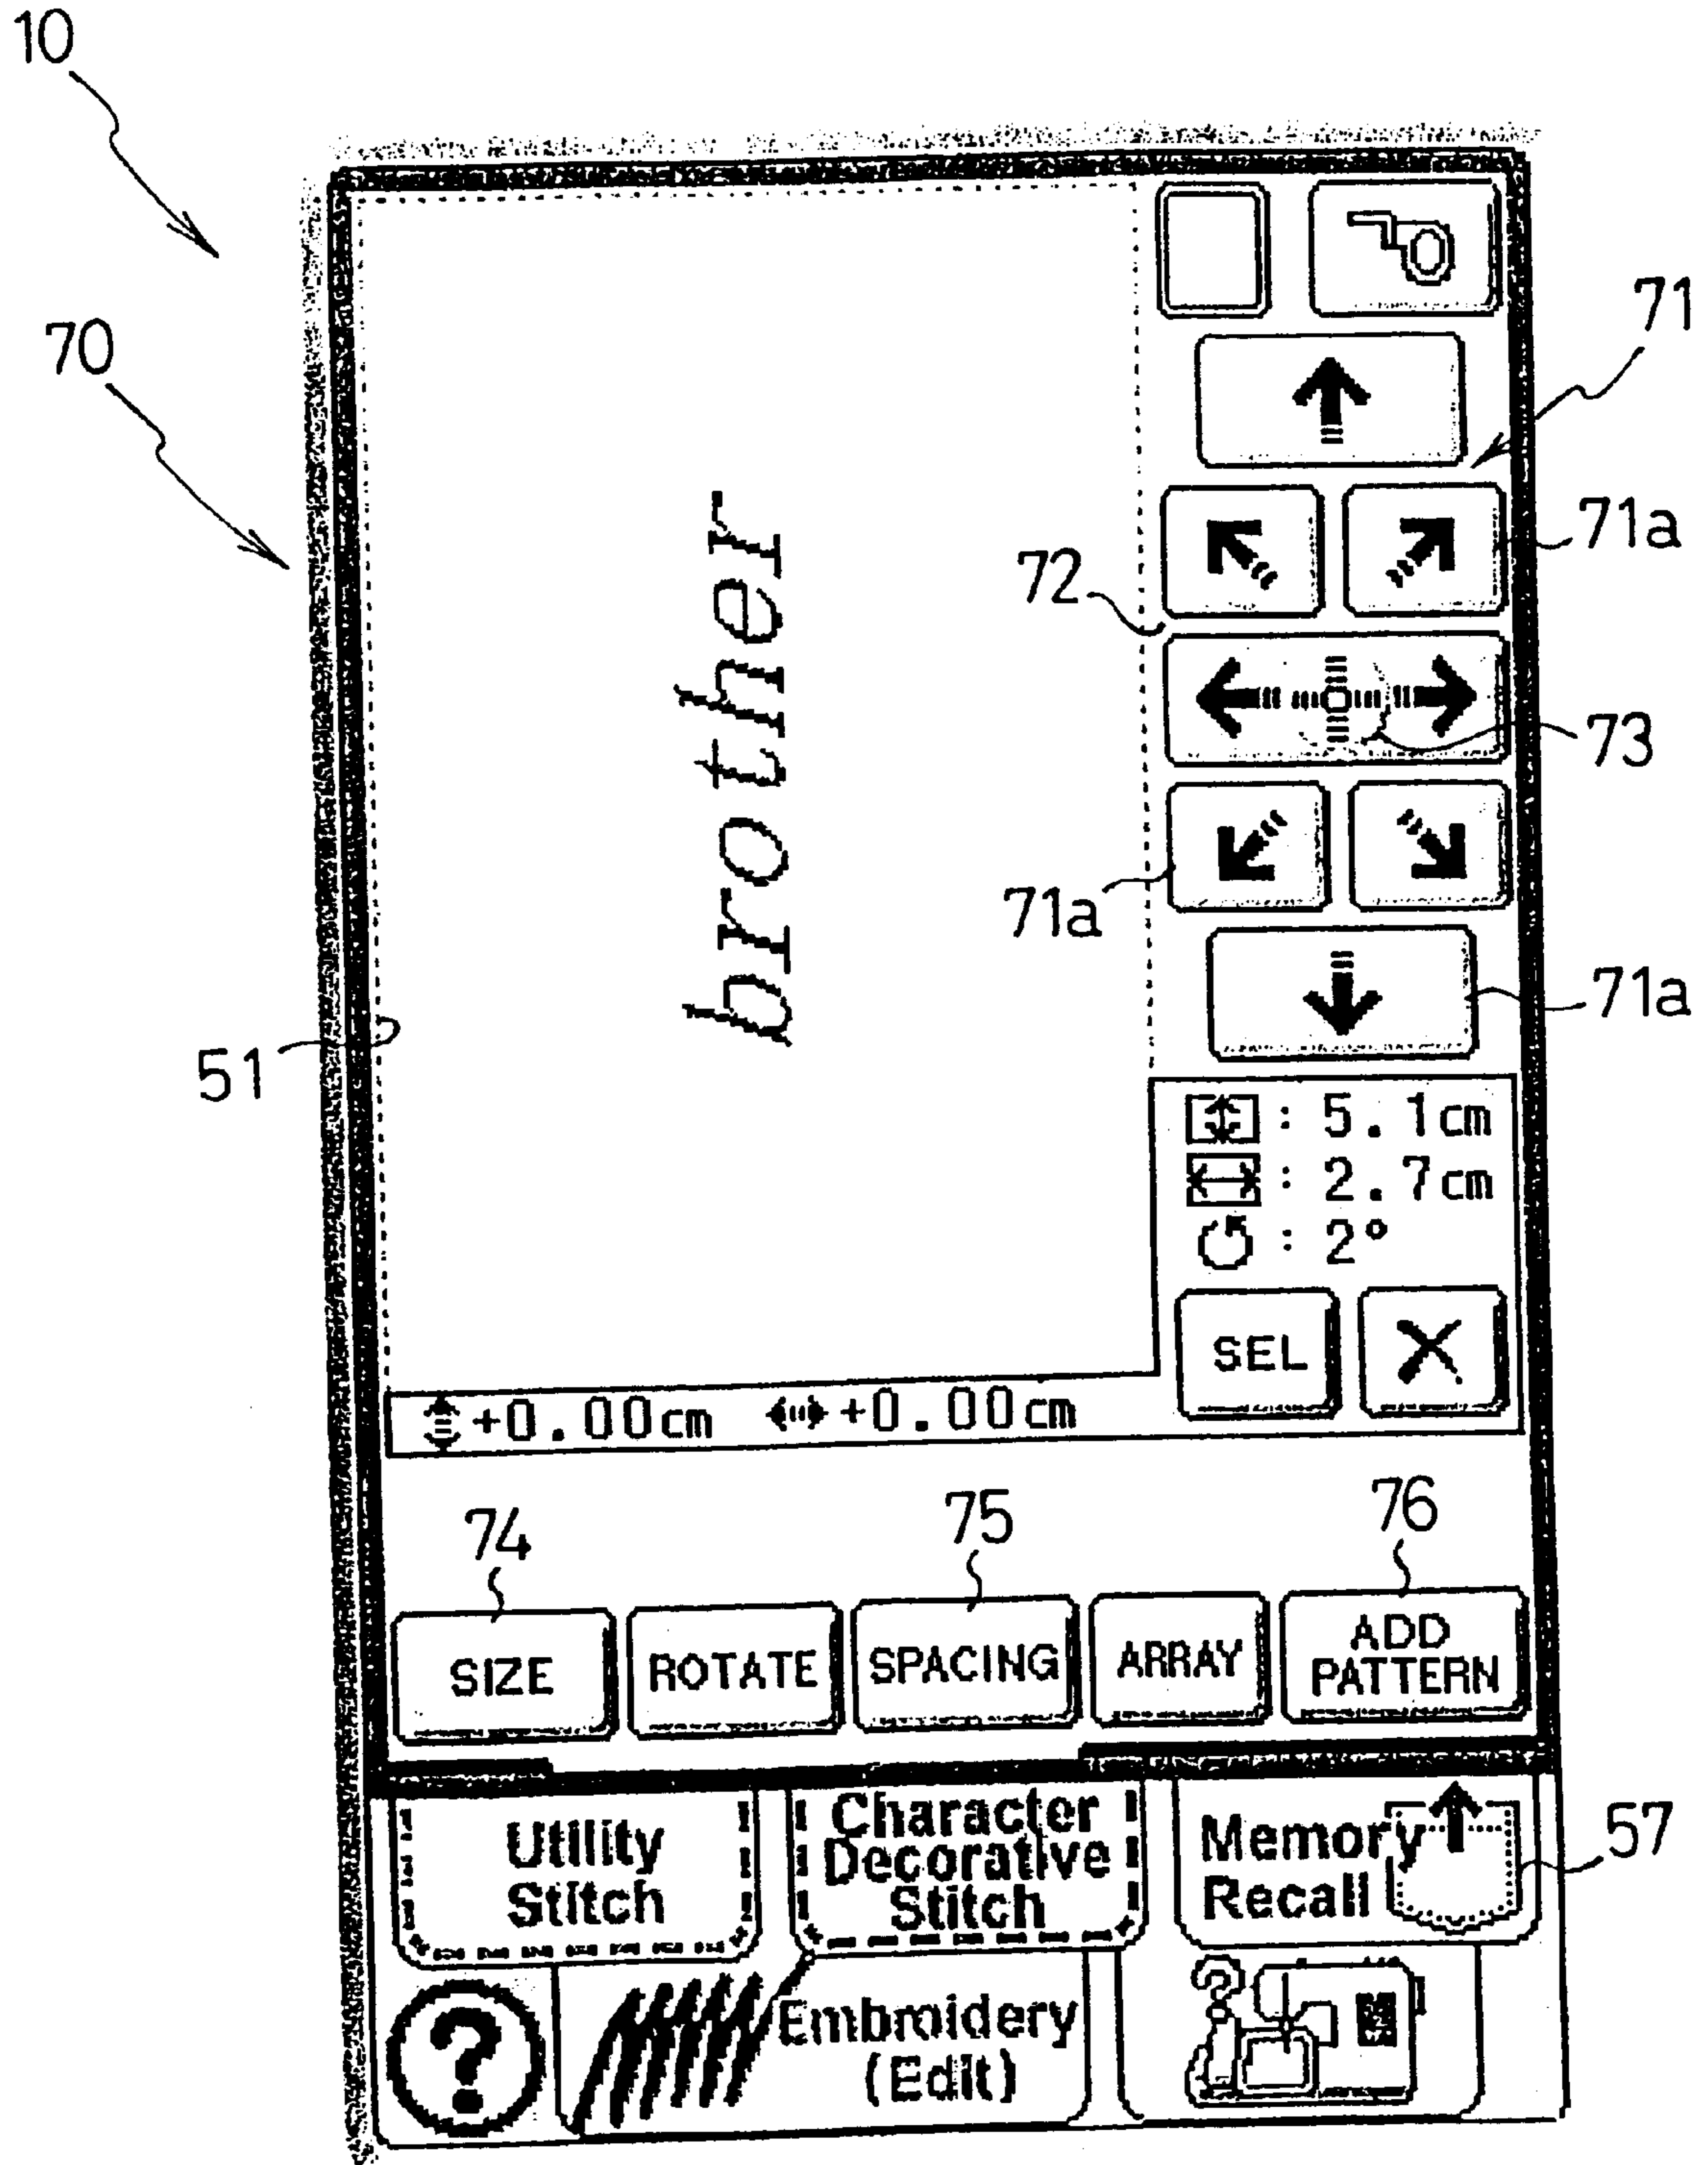 10
70
71
71a
72
73
brother
71a
71a
51
: 5.1cm
: 2.7cm
: 2°
SEL
+0.00cm +0.00cm
74
75
76
SIZE
ROTATE
SPACING
ARRAY
ADD
PATTERN
Utility
Stitch
Character
Decorative
Stitch
Memory
Recall
57
?
Embroidery
(Edit)